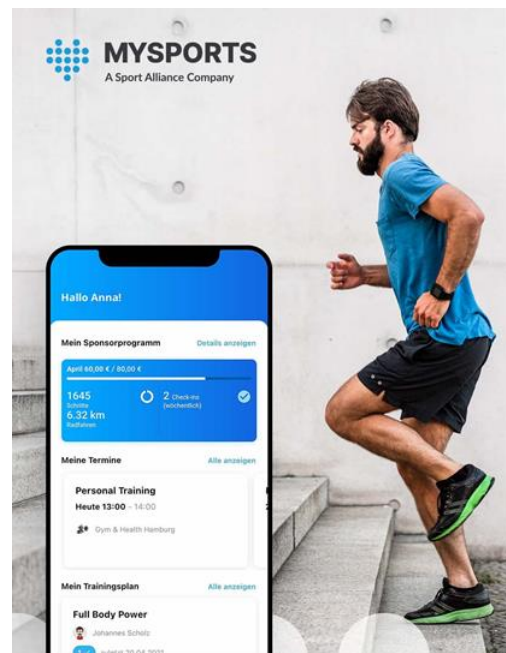 MYSPORTS
A Sport Alliance Company
Hallo Anna!
Mein Sponsorprogramm Details anzeigen
April 60,00 € / 80,00 €
1645 2 Check-ins
Schritte (wöchentlich)
6.32 km
Radfahren
Meine Termine Alle anzeigen
Personal Training
Heute 13:00 - 14:00
Gym & Health Hamburg
Mein Trainingsplan Alle anzeigen
Full Body Power
Johannes Scholz